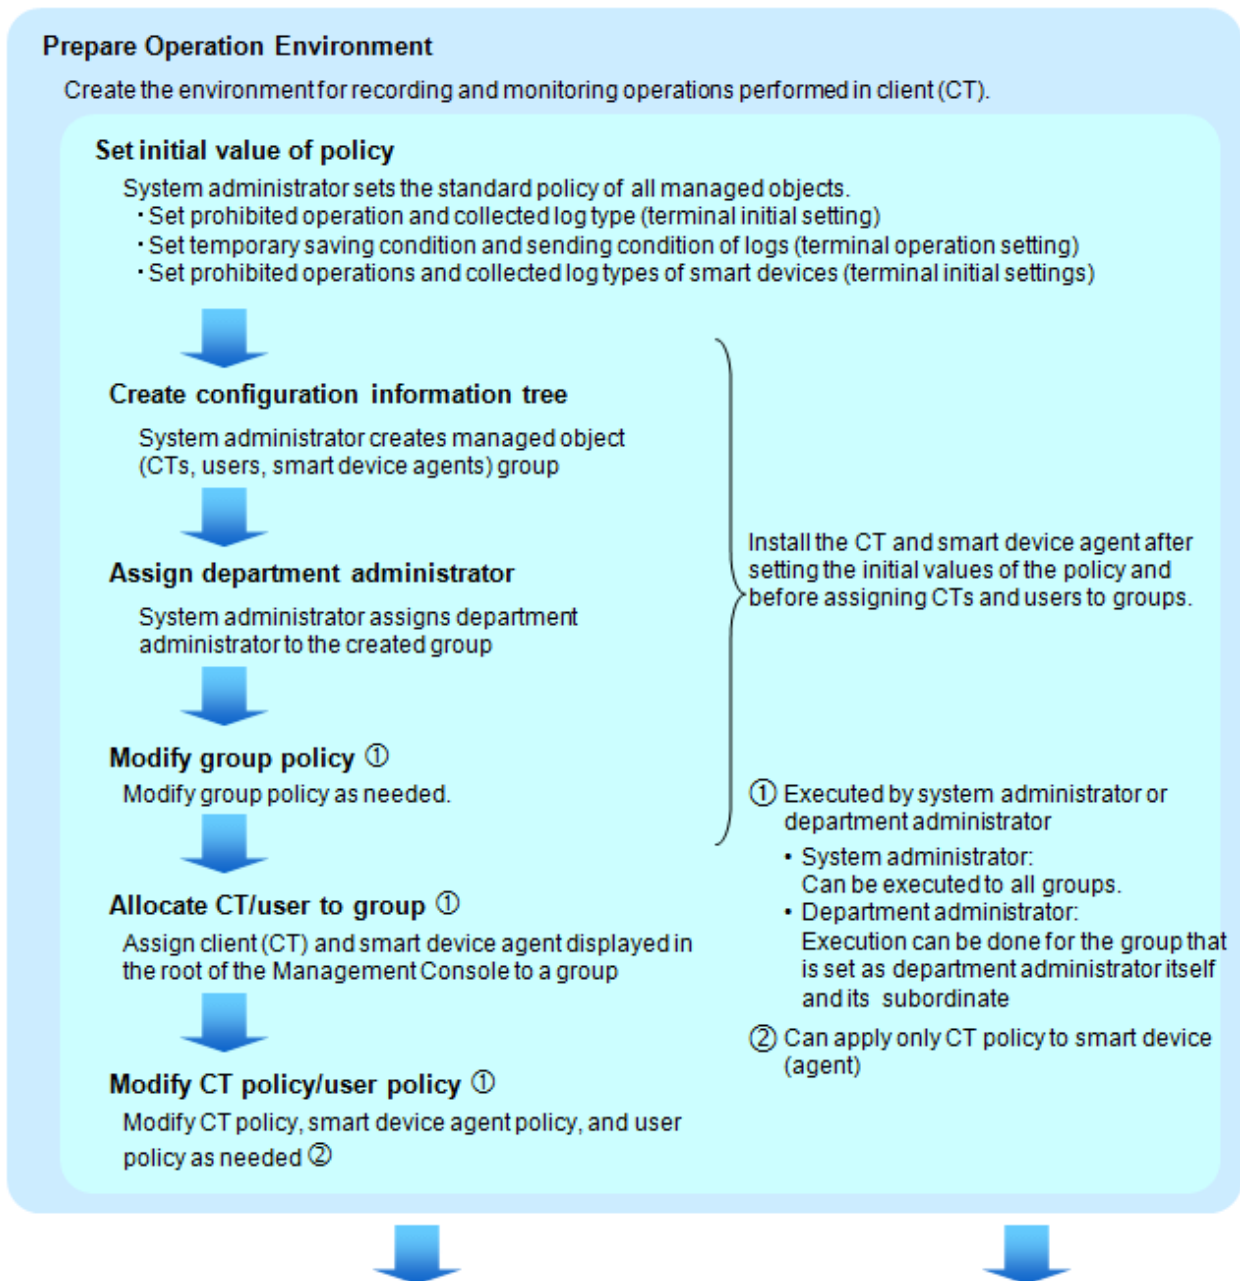 Prepare Operation Environment
Create the environment for recording and monitoring operations performed in client (CT).
Set initial value of policy
System administrator sets the standard policy of all managed objects.
・Set prohibited operation and collected log type (terminal initial setting)
・Set temporary saving condition and sending condition of logs (terminal operation setting)
・Set prohibited operations and collected log types of smart devices (terminal initial settings)
Create configuration information tree
System administrator creates managed object
(CTs, users, smart device agents) group
Assign department administrator
System administrator assigns department
administrator to the created group
Modify group policy ①
Modify group policy as needed.
Allocate CT/user to group ①
Assign client (CT) and smart device agent displayed in
the root of the Management Console to a group
Modify CT policy/user policy ①
Modify CT policy, smart device agent policy, and user
policy as needed ②
Install the CT and smart device agent after
setting the initial values of the policy and
before assigning CTs and users to groups.
① Executed by system administrator or
department administrator
• System administrator:
Can be executed to all groups.
• Department administrator:
Execution can be done for the group that
is set as department administrator itself
and its subordinate
② Can apply only CT policy to smart device
(agent)